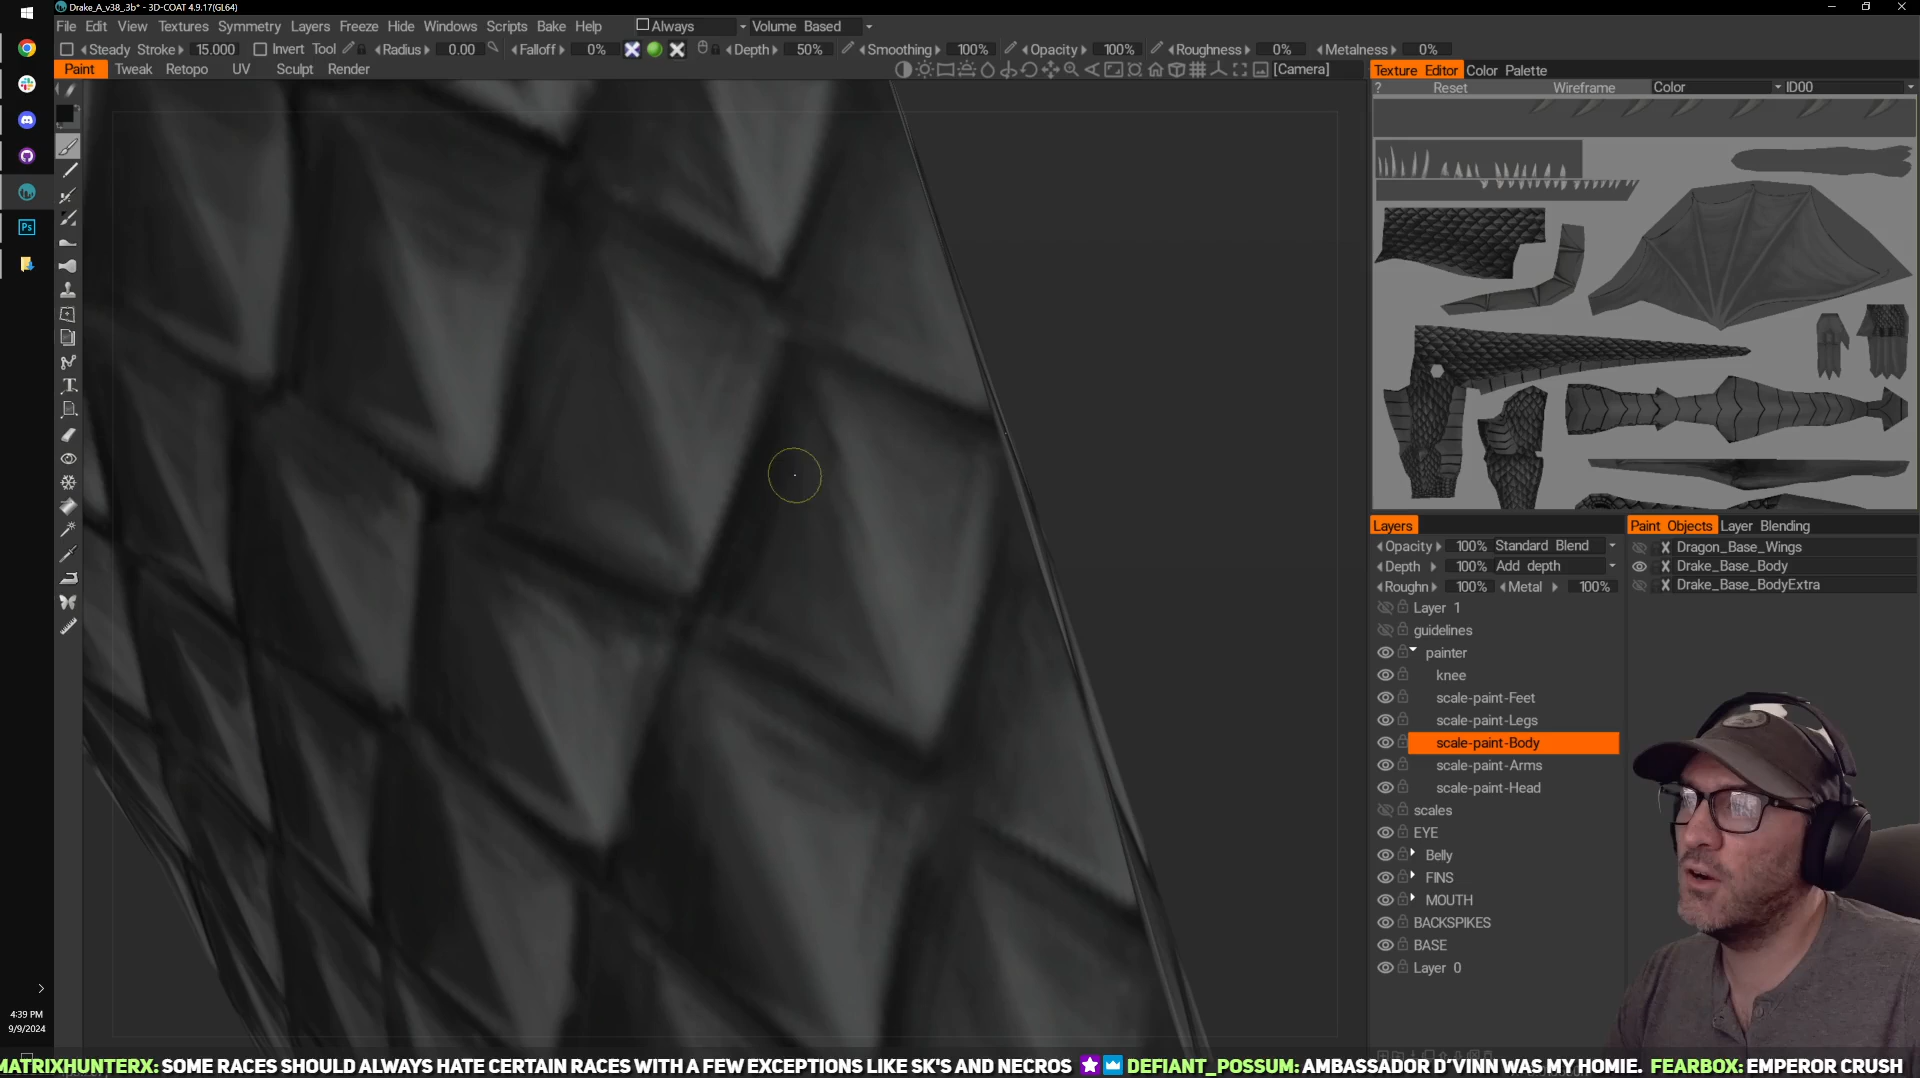 Drake_A_v38_.3b* - 3D-COAT 4.9.17(GL64)
File Edit View Textures Symmetry Layers Freeze Hide Windows Scripts Bake Help Always Volume Based
Steady Stroke 15.000 Invert Tool Radius 0.00 Falloff 0% Depth 50% Smoothing 100% Opacity 100% Roughness 0% Metalness 0%
Paint Tweak Retopo UV Sculpt Render [Camera] Texture Editor Color Palette
? Reset Wireframe Color ID00
Ps
Layers Paint Objects Layer Blending
Opacity 100% Standard Blend
Depth 100% Add depth
Roughn 100% Metal 100%
Dragon_Base_Wings
Drake_Base_Body
Drake_Base_BodyExtra
Layer 1
guidelines
painter
knee
scale-paint-Feet
scale-paint-Legs
scale-paint-Body
scale-paint-Arms
scale-paint-Head
scales
EYE
Belly
FINS
MOUTH
BACKSPIKES
BASE
Layer 0
4:39 PM
9/9/2024
MATRIXHUNTERX: SOME RACES SHOULD ALWAYS HATE CERTAIN RACES WITH A FEW EXCEPTIONS LIKE SK'S AND NECROS DEFIANT_POSSUM: AMBASSADOR D'VINN WAS MY HOMIE. FEARBOX: EMPEROR CRUSH